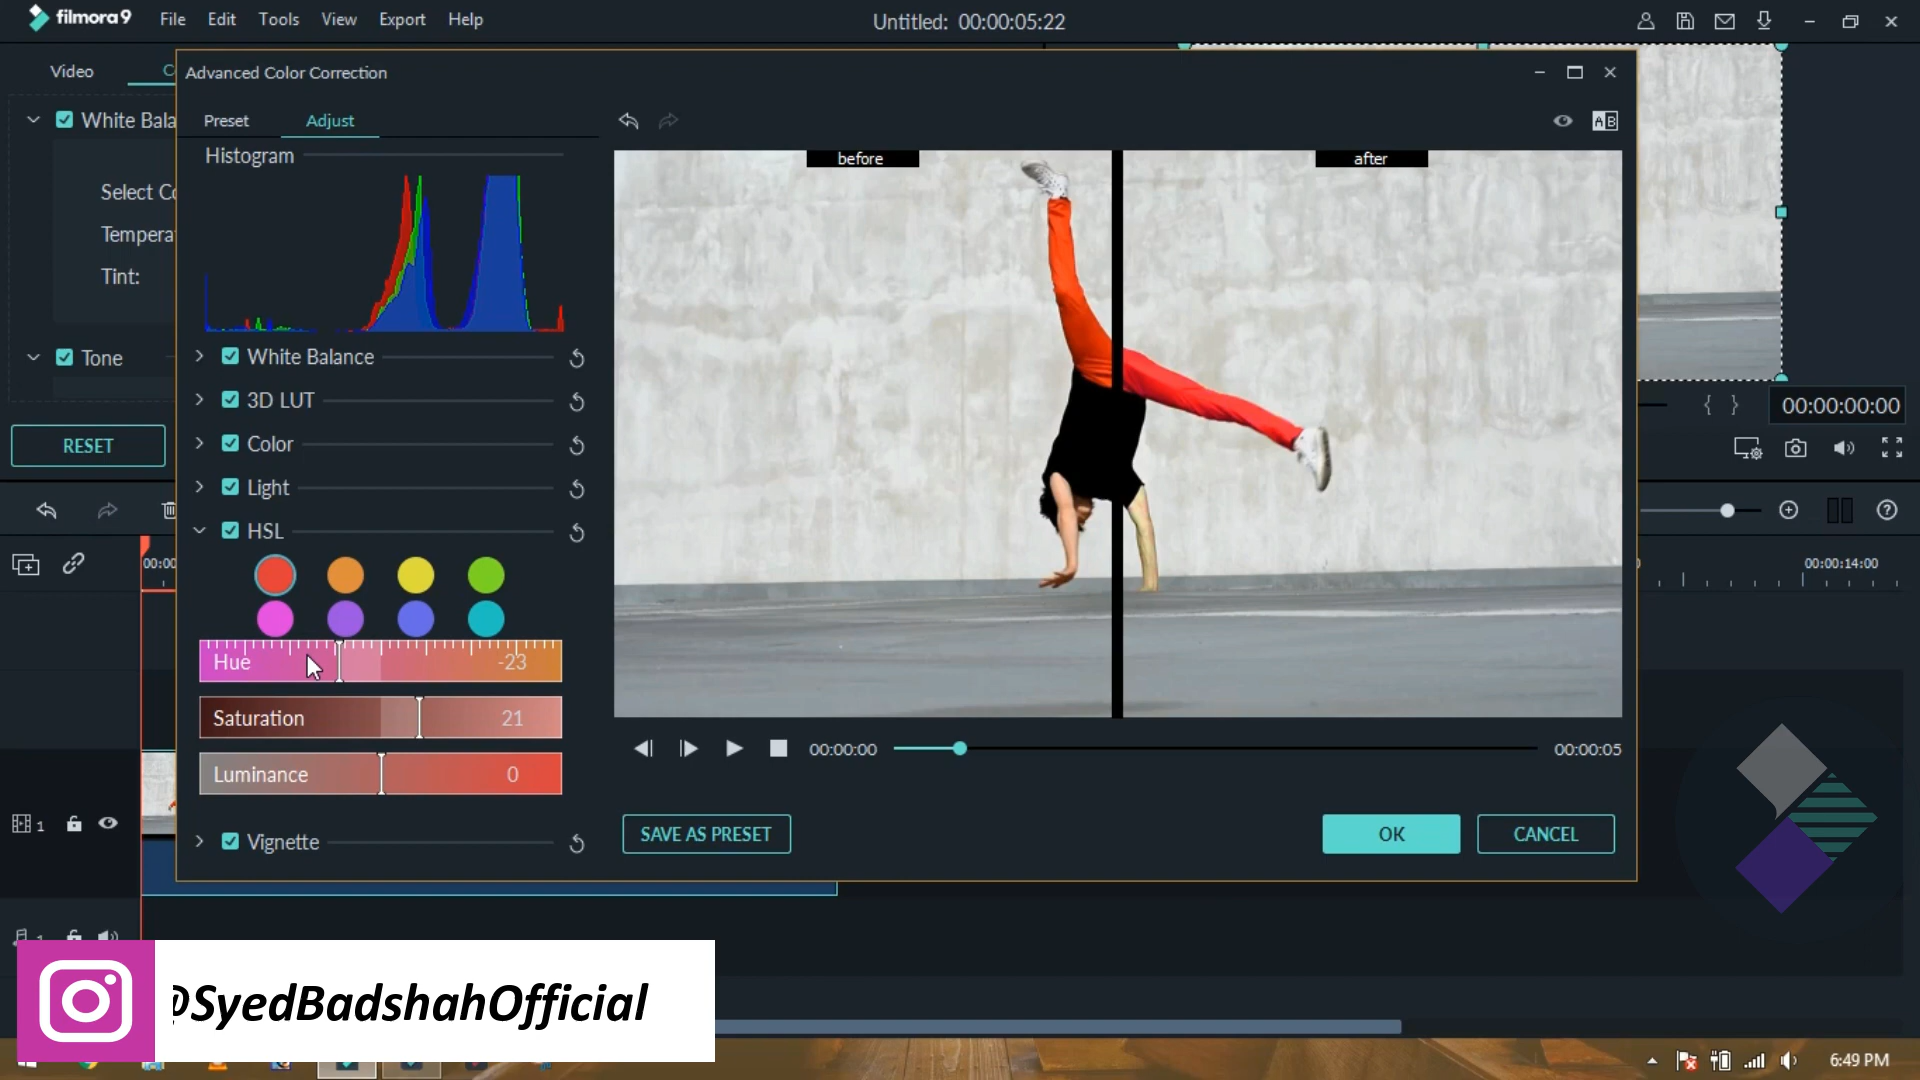 filmora9 File Edit Tools View Export Help
Untitled: 00:00:05:22
Video
Advanced Color Correction
Preset Adjust
White Bala
Histogram
before after
Select Co
Tempera
Tint:
Tone
RESET
White Balance
3D LUT
Color
Light
HSL
Hue -23
Saturation 21
Luminance 0
Vignette
00:00:00 00:00:05
SAVE AS PRESET OK CANCEL
A B
{ } 00:00:00:00
00:00:14:00
1
@SyedBadshahOfficial
6:49 PM